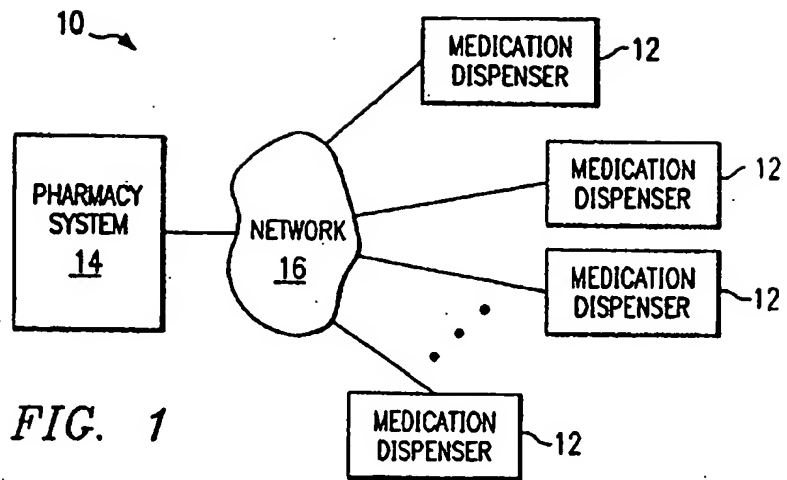 10
MEDICATION
DISPENSER
12
MEDICATION
DISPENSER
12
PHARMACY
SYSTEM
14
NETWORK
16
MEDICATION
DISPENSER
12
MEDICATION
DISPENSER
12
FIG. 1